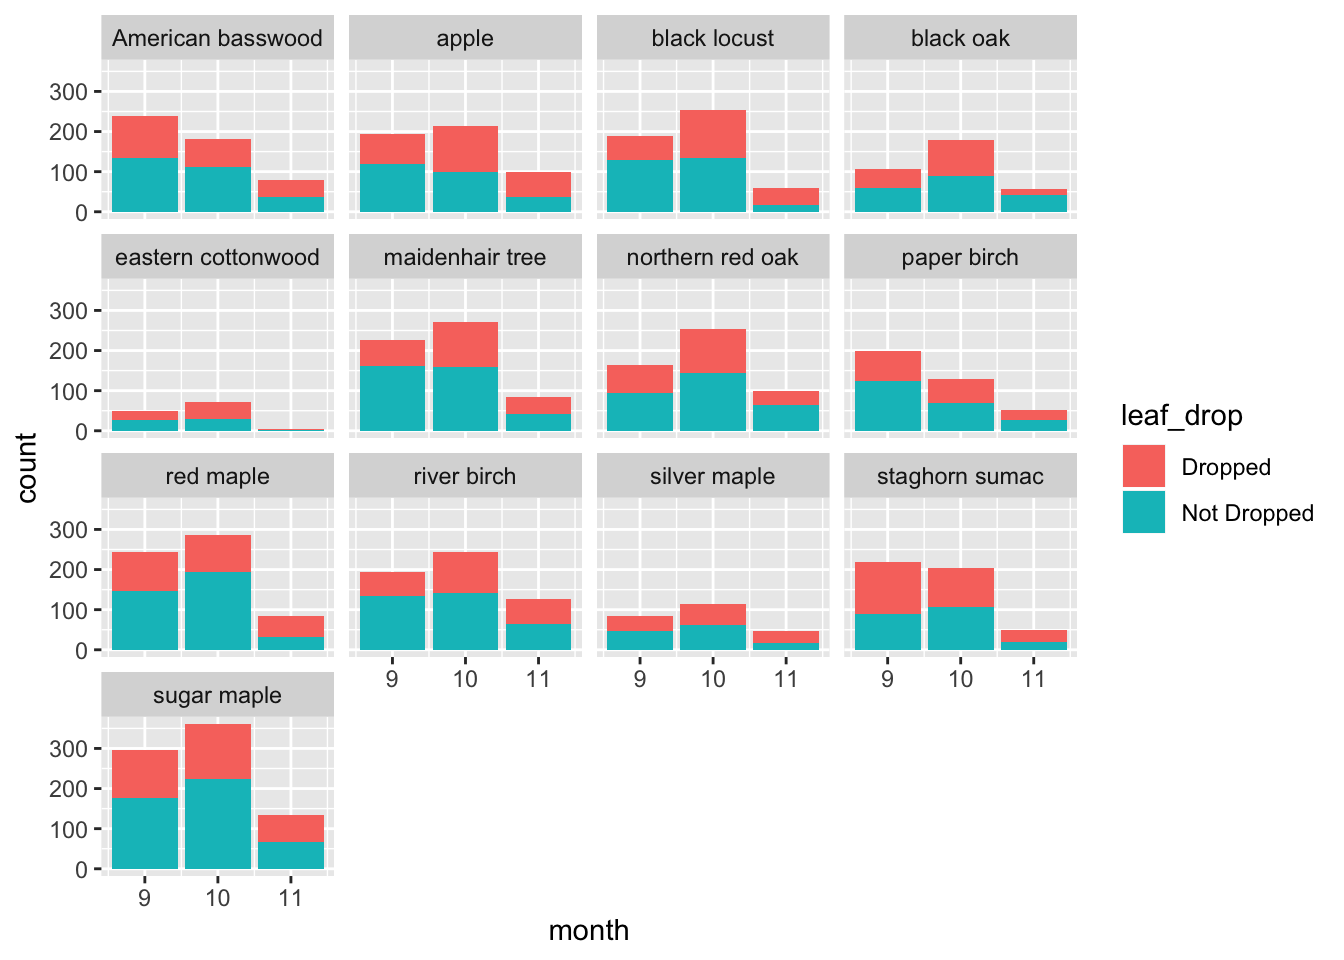 American basswood
apple
black locust
black oak
300
200
100
0
eastern cottonwood
maidenhair tree
northern red oak
paper birch
300
200
100
0
red maple
river birch
silver maple
staghorn sumac
300
200
100
0
9 10 11
9 10 11
9 10 11
sugar maple
300
200
100
0
9 10 11
month
count
leaf_drop
Dropped
Not Dropped